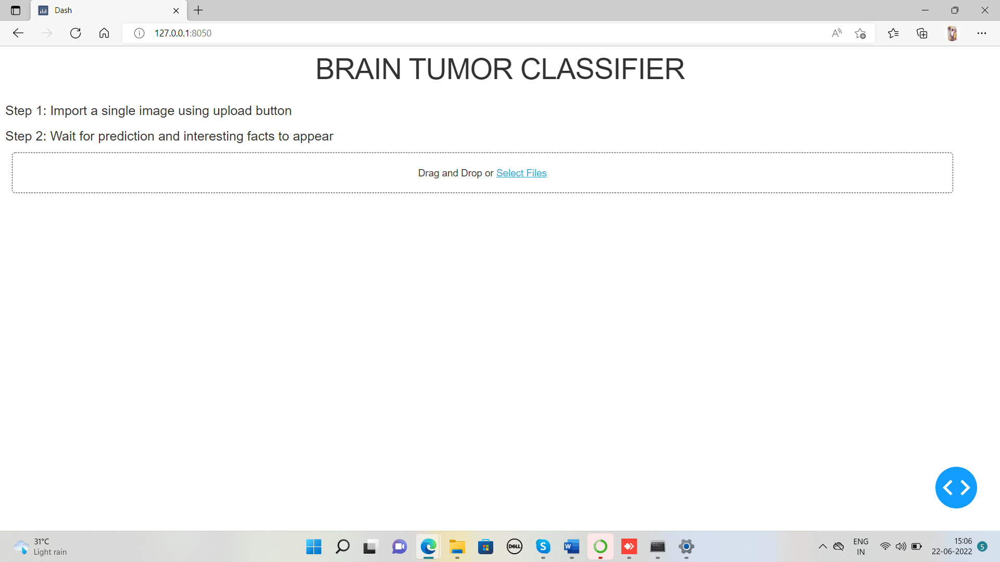 Dash
127.0.0.1:8050
BRAIN TUMOR CLASSIFIER
Step 1: Import a single image using upload button
Step 2: Wait for prediction and interesting facts to appear
Drag and Drop or Select Files
31°C
Light rain
DELL
S
W
ENG
IN
15:06
22-06-2022
5